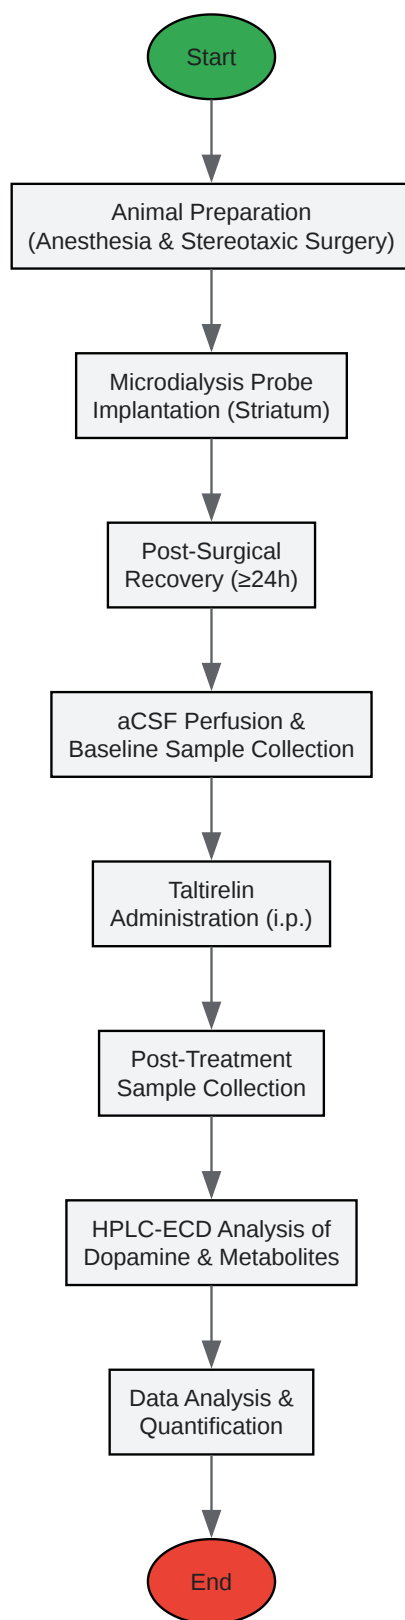 Start
Animal Preparation
(Anesthesia & Stereotaxic Surgery)
Microdialysis Probe
Implantation (Striatum)
Post-Surgical
Recovery (≥24h)
aCSF Perfusion &
Baseline Sample Collection
Taltirelin
Administration (i.p.)
Post-Treatment
Sample Collection
HPLC-ECD Analysis of
Dopamine & Metabolites
Data Analysis &
Quantification
End